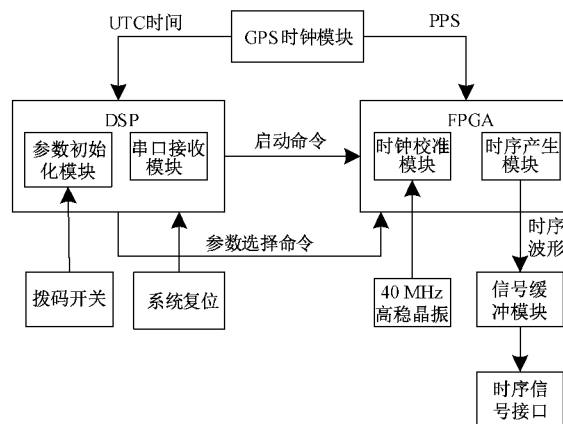 UTC时间
GPS时钟模块
PPS
DSP
参数初始
化模块
串口接收
模块
启动命令
FPGA
时钟校准
模块
时序产生
模块
参数选择命令
时序
波形
拨码开关
系统复位
40 MHz
高稳晶振
信号缓
冲模块
时序信
号接口